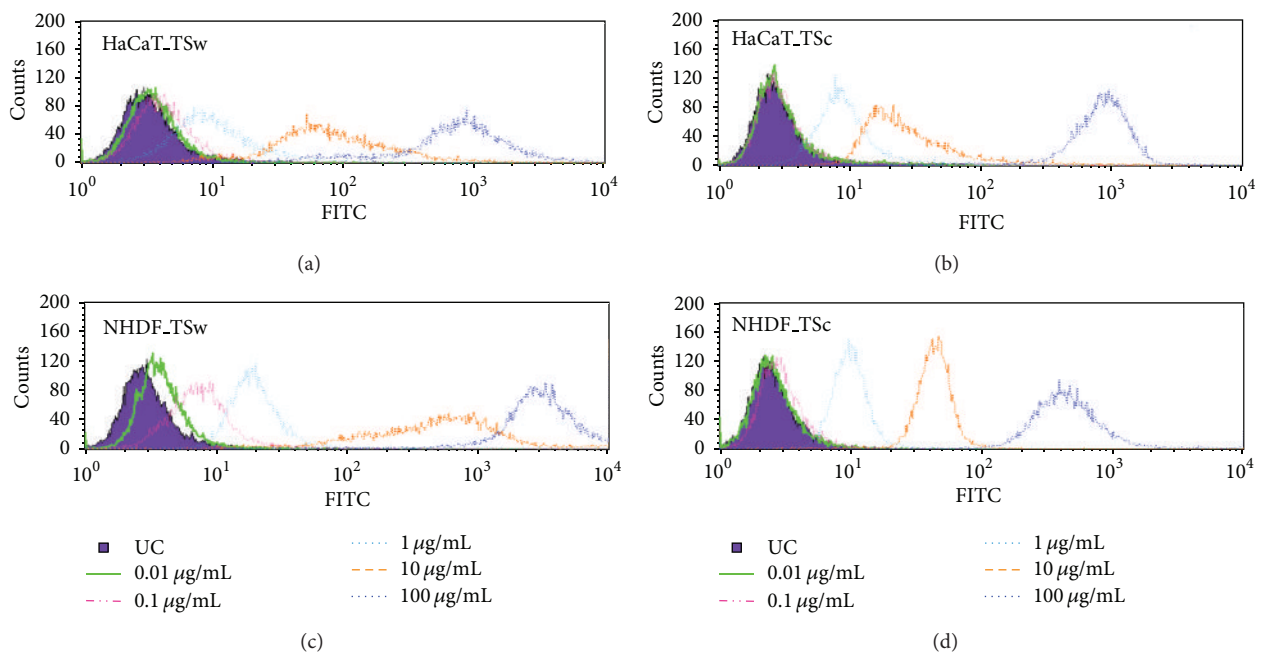 200
160
120
80
40
0
Counts
HaCaT_TSw
10^0 10^1 10^2 10^3 10^4
FITC
(a)
200
160
120
80
40
0
Counts
HaCaT_TSc
10^0 10^1 10^2 10^3 10^4
FITC
(b)
200
160
120
80
40
0
Counts
NHDF_TSw
10^0 10^1 10^2 10^3 10^4
FITC
UC
0.01 µg/mL
0.1 µg/mL
1 µg/mL
10 µg/mL
100 µg/mL
(c)
200
160
120
80
40
0
Counts
NHDF_TSc
10^0 10^1 10^2 10^3 10^4
FITC
UC
0.01 µg/mL
0.1 µg/mL
1 µg/mL
10 µg/mL
100 µg/mL
(d)